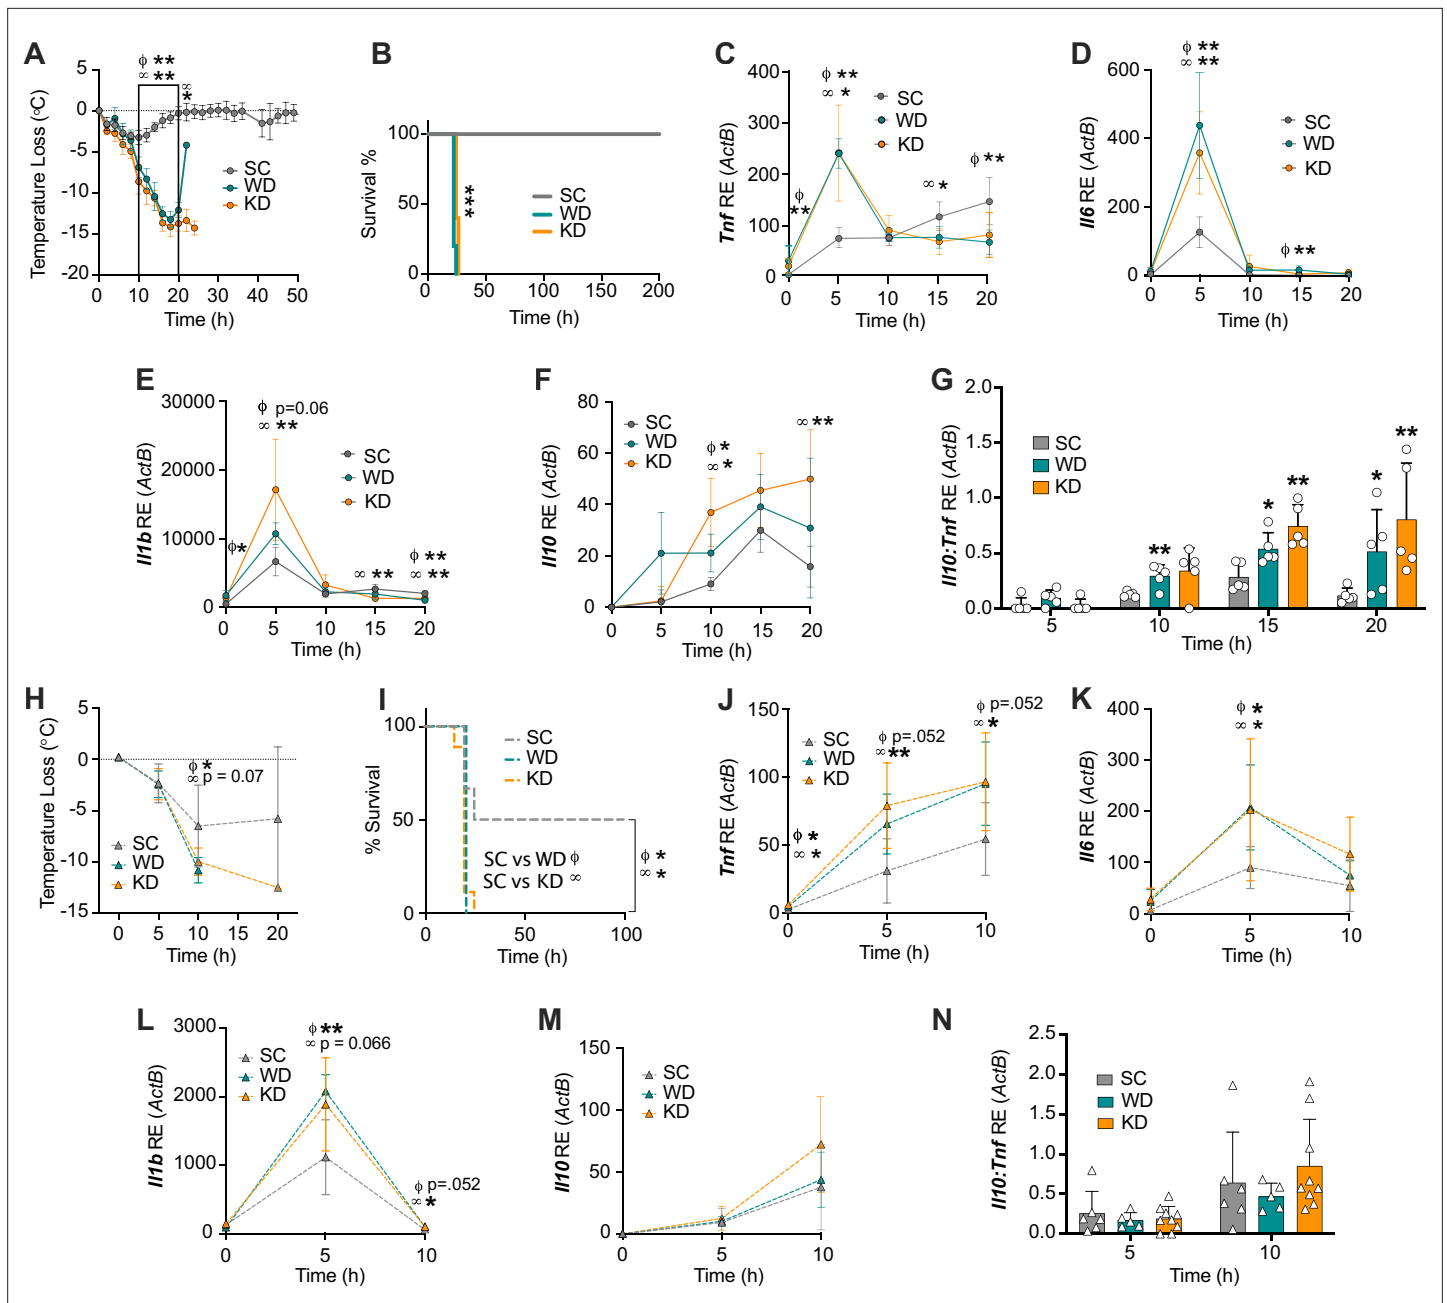 A
ϕ **
∞ **
∞
*
5
0
-5
-10
-15
-20
Temperature Loss (°C)
SC
WD
KD
0 10 20 30 40 50
Time (h)
B
100
50
0
Survival %
***
SC
WD
KD
0 50 100 150 200
Time (h)
C
400
300
200
100
0
Tnf RE (ActB)
ϕ
**
ϕ **
∞ *
∞ *
ϕ **
SC
WD
KD
0 5 10 15 20
Time (h)
D
600
400
200
0
Il6 RE (ActB)
ϕ **
∞ **
ϕ **
SC
WD
KD
0 5 10 15 20
Time (h)
E
30000
20000
10000
0
Il1b RE (ActB)
ϕ*
ϕ p=0.06
∞ **
∞ **
ϕ **
∞ **
SC
WD
KD
0 5 10 15 20
Time (h)
F
80
60
40
20
0
Il10 RE (ActB)
SC
WD
KD
ϕ *
∞ *
∞ **
0 5 10 15 20
Time (h)
G
2.0
1.5
1.0
0.5
0.0
Il10:Tnf RE (ActB)
SC
WD
KD
**
* **
* **
5 10 15 20
Time (h)
H
5
0
-5
-10
-15
Temperature Loss (°C)
ϕ *
∞ p = 0.07
SC
WD
KD
0 5 10 15 20
Time (h)
I
100
50
0
% Survival
SC
WD
KD
SC vs WD ϕ
SC vs KD ∞
ϕ *
∞ *
0 50 100
Time (h)
J
150
100
50
0
Tnf RE (ActB)
SC
WD
KD
ϕ *
∞ *
ϕ p=.052
∞ **
ϕ p=.052
∞ *
0 5 10
Time (h)
K
400
300
200
100
0
Il6 RE (ActB)
ϕ *
∞ *
0 5 10
Time (h)
L
3000
2000
1000
0
Il1b RE (ActB)
SC
WD
KD
ϕ **
∞ p = 0.066
ϕ p=.052
∞ *
0 5 10
Time (h)
M
150
100
50
0
Il10 RE (ActB)
SC
WD
KD
0 5 10
Time (h)
N
2.5
2.0
1.5
1.0
0.5
0.0
Il10:Tnf RE (ActB)
SC
WD
KD
5 10
Time (h)